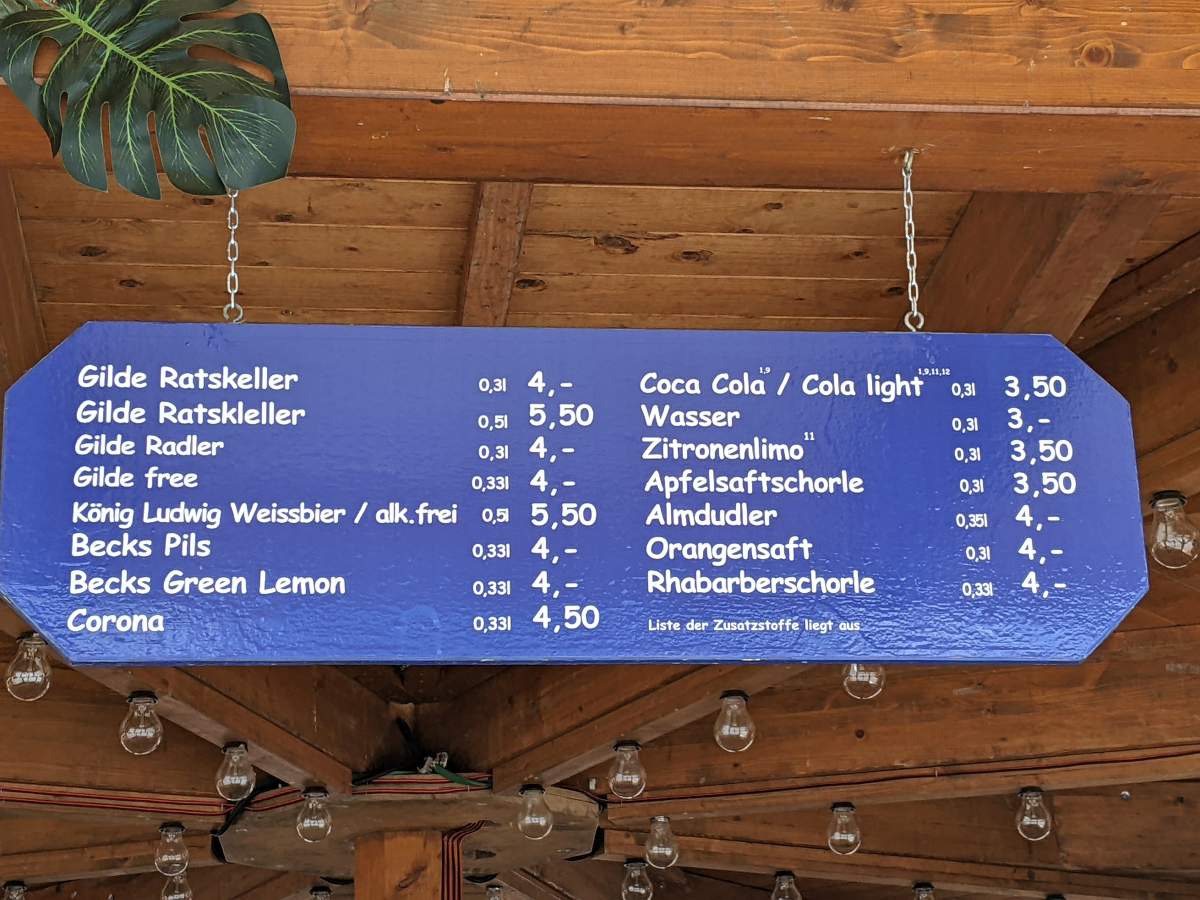 Gilde Ratskeller 0,3l 4,-
Gilde Ratskleller 0,5l 5,50
Gilde Radler 0,3l 4,-
Gilde free 0,33l 4,-
König Ludwig Weissbier / alk.frei 0,5l 5,50
Becks Pils 0,33l 4,-
Becks Green Lemon 0,33l 4,-
Corona 0,33l 4,50
Coca Cola 1,9 / Cola light 1,9,11,12 0,3l 3,50
Wasser 0,3l 3,-
Zitronenlimo 11 0,3l 3,50
Apfelsaftschorle 0,3l 3,50
Almdudler 0,35l 4,-
Orangensaft 0,3l 4,-
Rhabarberschorle 0,33l 4,-
Liste der Zusatzstoffe liegt aus